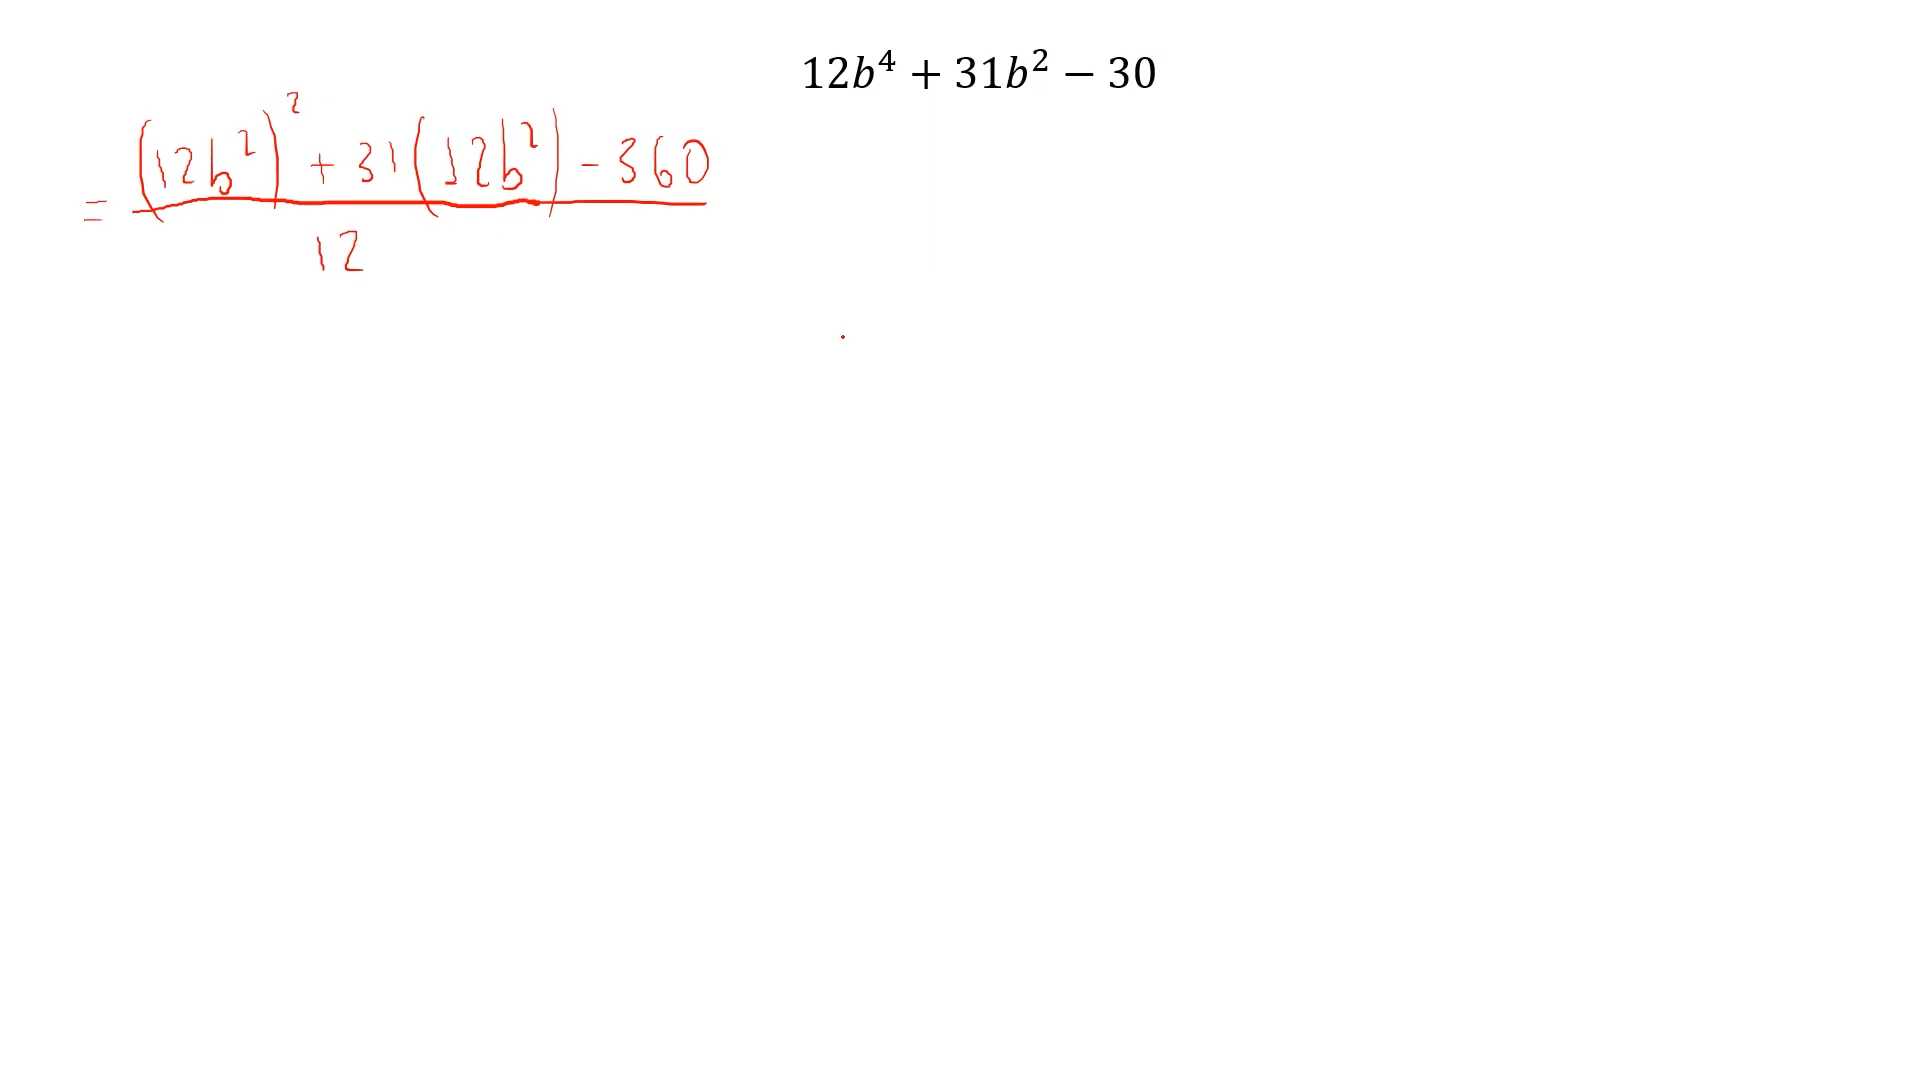 12b⁴ + 31b² − 30
= (12b²)² + 31(12b²) - 360
12